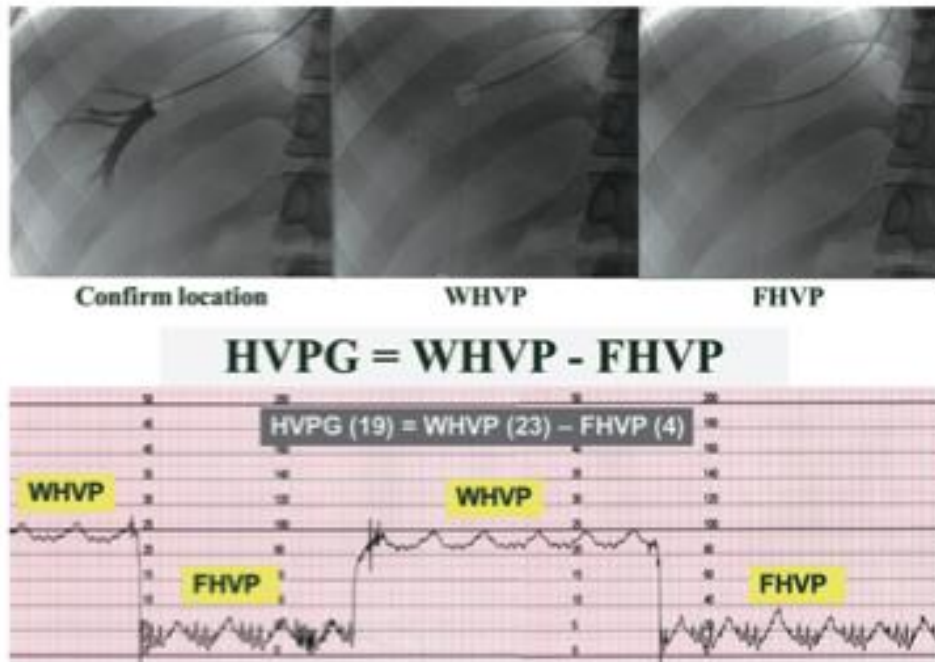 Confirm location WHVP FHVP
HVPG = WHVP - FHVP
HVPG (19) = WHVP (23) – FHVP (4)
WHVP WHVP
FHVP FHVP